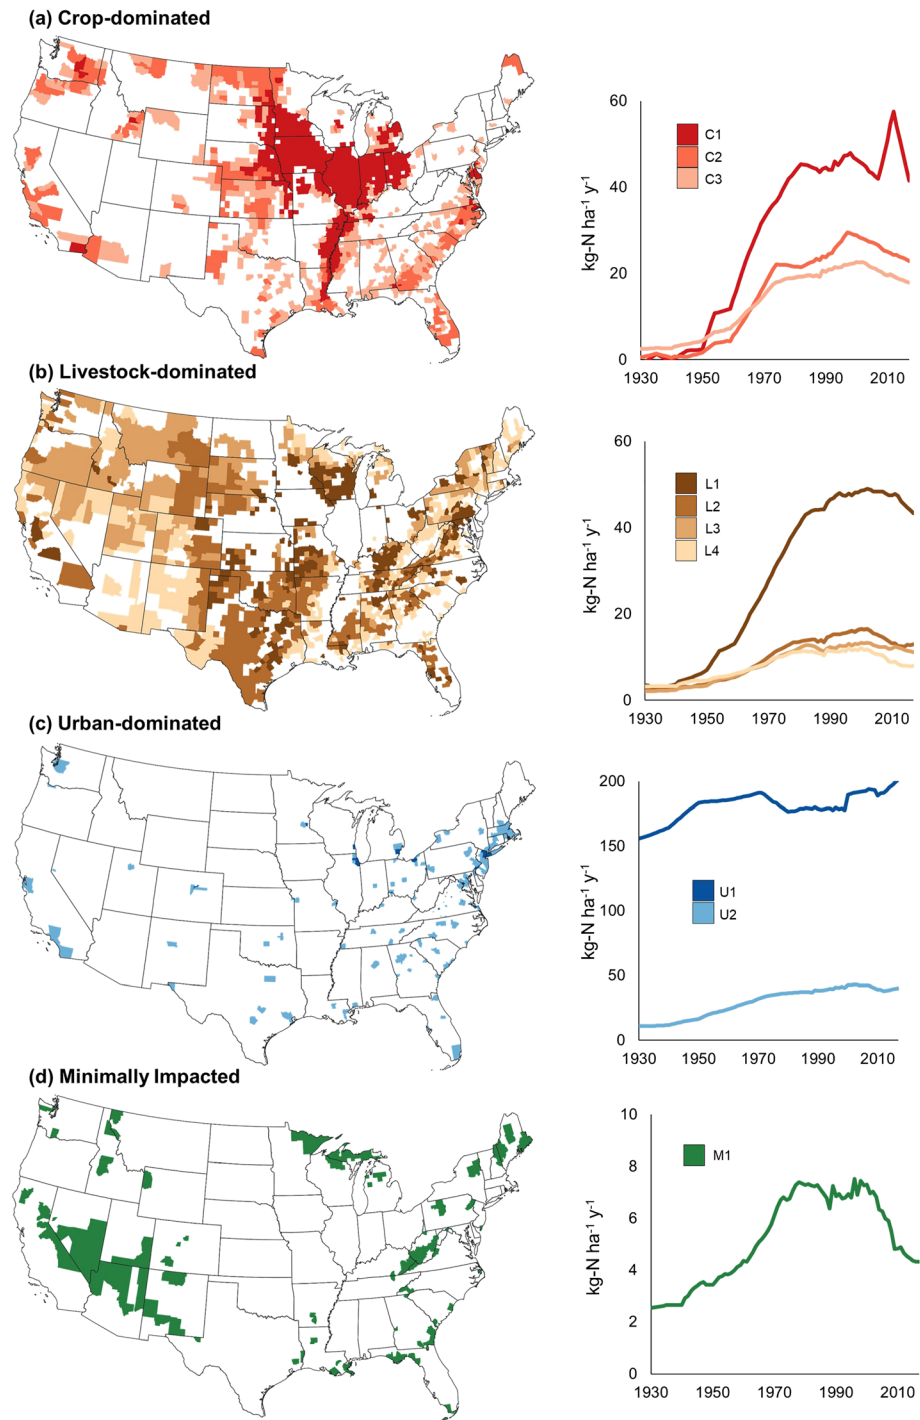 (a) Crop-dominated
60
40
20
0
kg-N ha⁻¹ y⁻¹
C1
C2
C3
1930 1950 1970 1990 2010
(b) Livestock-dominated
60
40
20
0
kg-N ha⁻¹ y⁻¹
L1
L2
L3
L4
1930 1950 1970 1990 2010
(c) Urban-dominated
200
150
100
50
0
kg-N ha⁻¹ y⁻¹
U1
U2
1930 1950 1970 1990 2010
(d) Minimally Impacted
10
8
6
4
2
0
kg-N ha⁻¹ y⁻¹
M1
1930 1950 1970 1990 2010